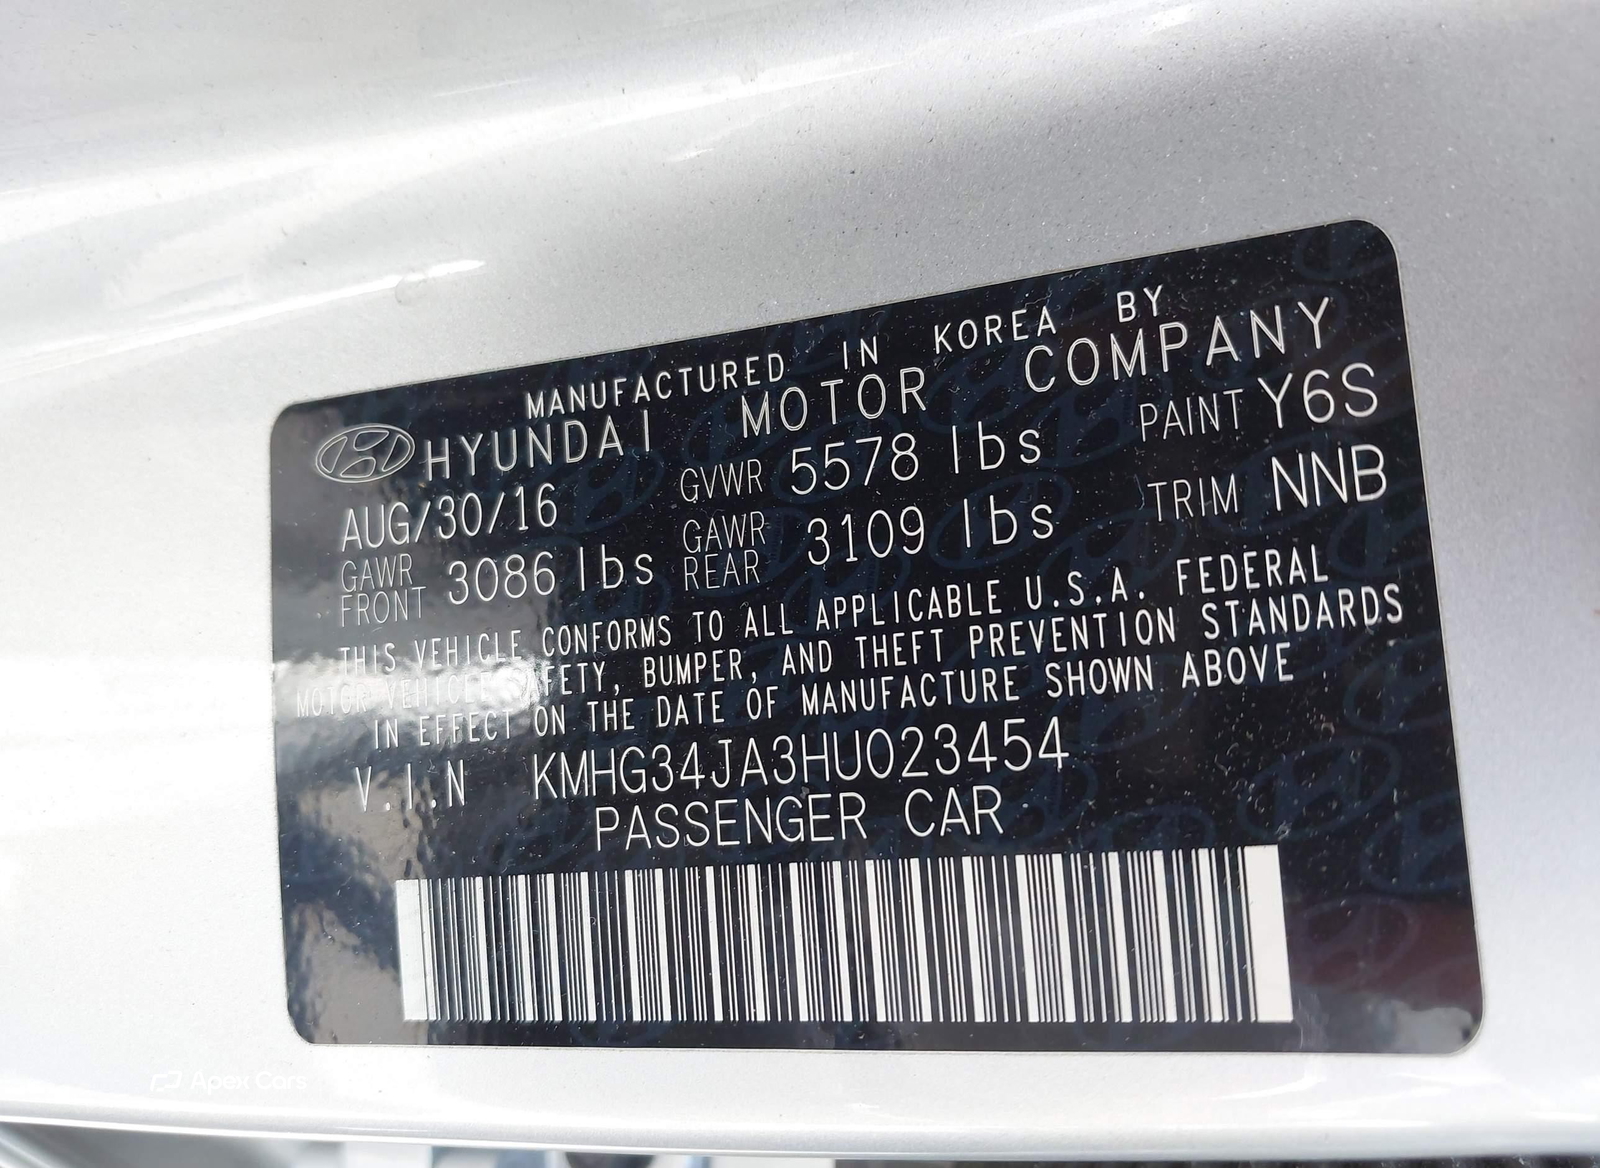 MANUFACTURED IN KOREA BY
HYUNDAI MOTOR COMPANY
AUG/30/16 GVWR 5578 lbs PAINT Y6S
GAWR FRONT 3086 lbs GAWR REAR 3109 lbs TRIM NNB
THIS VEHICLE CONFORMS TO ALL APPLICABLE U.S.A. FEDERAL
MOTOR VEHICLE SAFETY, BUMPER, AND THEFT PREVENTION STANDARDS
IN EFFECT ON THE DATE OF MANUFACTURE SHOWN ABOVE
V.I.N KMHG34JA3HU023454
PASSENGER CAR
Apex Cars